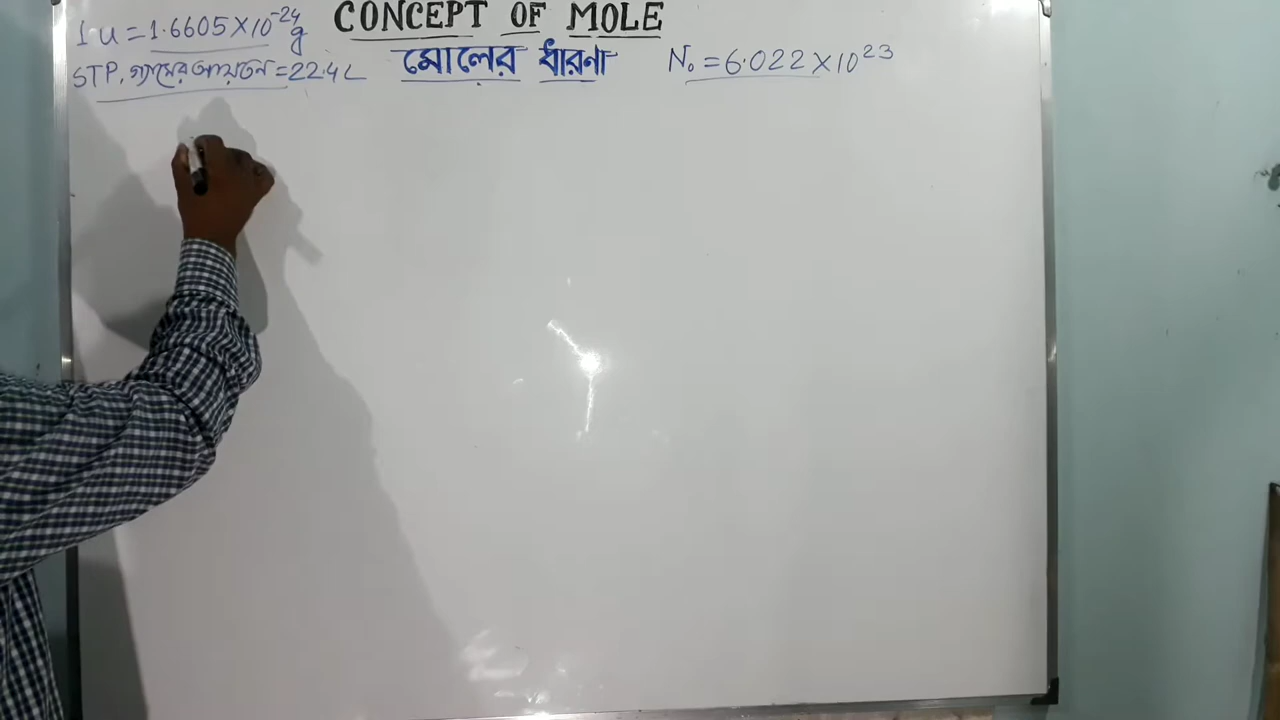 CONCEPT OF MOLE
1 u = 1.6605 X 10⁻²⁴ g
মোলের ধারণা
N₀ = 6.022 X 10²³
STP, গ্যাসের আয়তন = 22.4 L